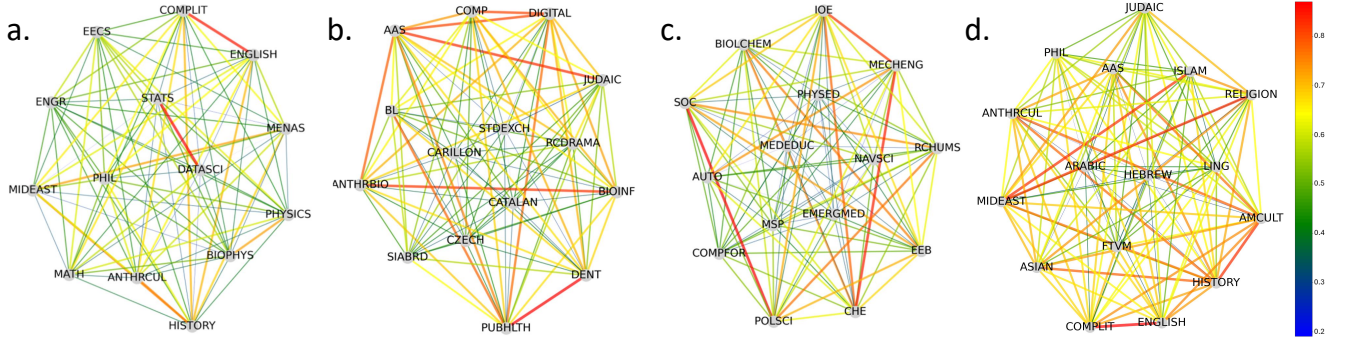 a.
COMPLIT
EECS
ENGLISH
ENGR
STATS
MENAS
DATASCI
PHIL
MIDEAST
PHYSICS
BIOPHYS
MATH
ANTHRCUL
HISTORY
b.
COMP
DIGITAL
AAS
JUDAIC
BL
STDEXCH
RCDRAMA
CARILLON
ANTHRBIO
BIOINF
CATALAN
CZECH
SIABRD
DENT
PUBHLTH
c.
IOE
BIOLCHEM
MECHENG
PHYSED
SOC
MEDEDUC
RCHUMS
NAVSCI
AUTO
EMERGMED
MSP
COMPFOR
EEB
CHE
POLSCI
d.
JUDAIC
PHIL
AAS
ISLAM
RELIGION
ANTHRCUL
ARABIC
LING
HEBREW
MIDEAST
AMCULT
FTVM
ASIAN
HISTORY
ENGLISH
COMPLIT
0.8
0.7
0.6
0.5
0.4
0.3
0.2